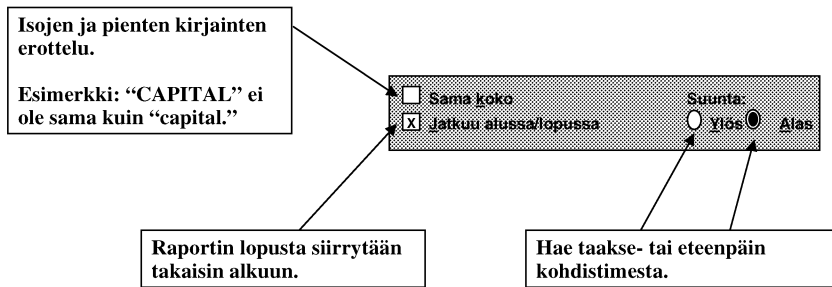 Isojen ja pienten kirjainten
erottelu.
Esimerkki: “CAPITAL” ei
ole sama kuin “capital.”
Sama koko
Suunta:
X Jatkuu alussa/lopussa
Ylös
Alas
Raportin lopusta siirrytään
takaisin alkuun.
Hae taakse- tai eteenpäin
kohdistimesta.